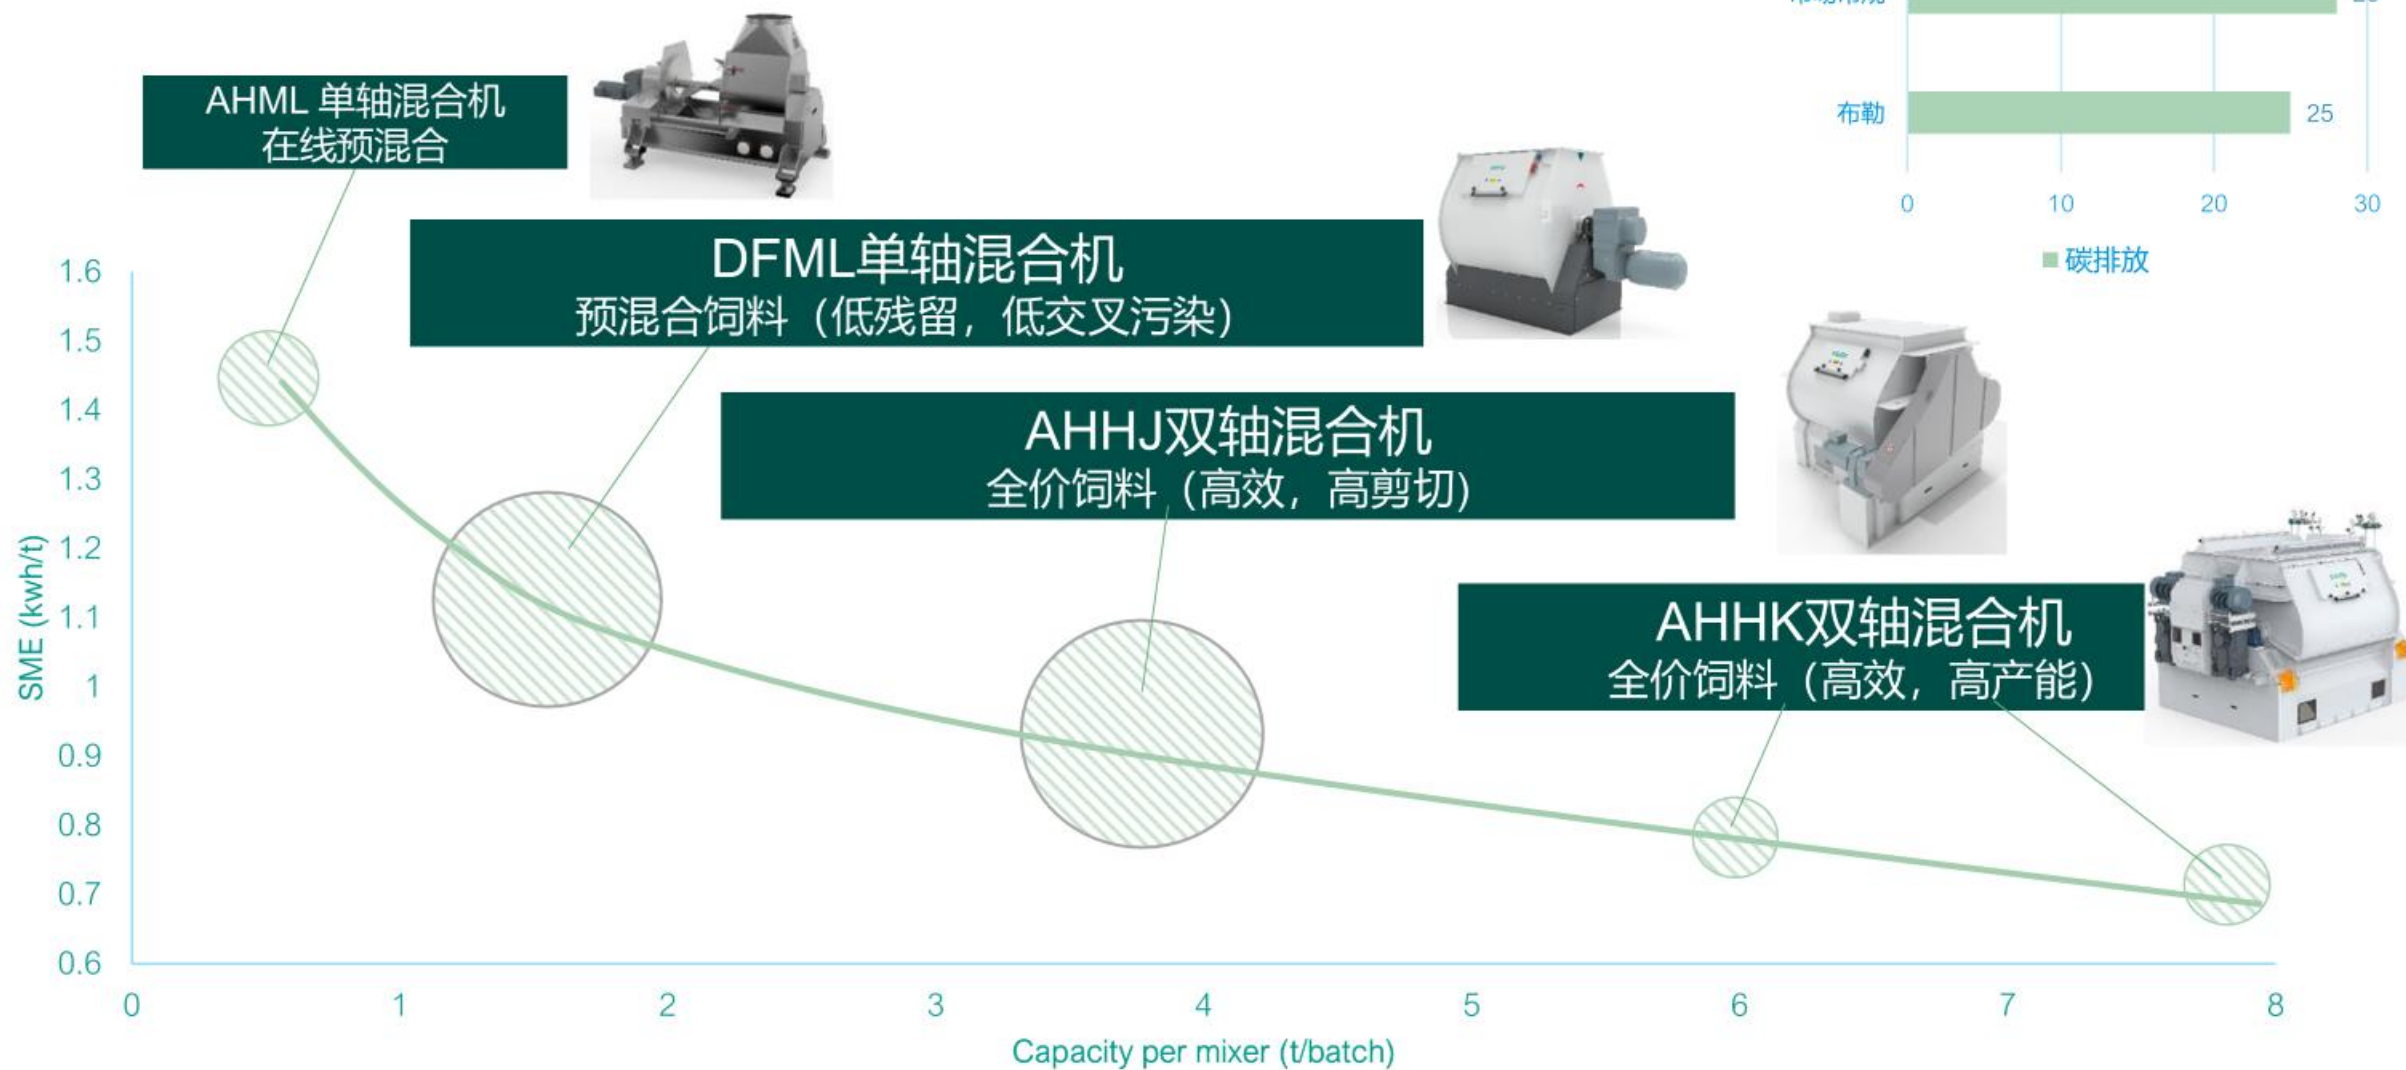 布勒
25
0
10
20
30
碳排放
AHML 单轴混合机
在线预混合
DFML单轴混合机
预混合饲料（低残留，低交叉污染）
AHHJ双轴混合机
全价饲料（高效，高剪切)
AHHK双轴混合机
全价饲料（高效，高产能）
SME (kwh/t)
1.6
1.5
1.4
1.3
1.2
1.1
1
0.9
0.8
0.7
0.6
0
1
2
3
4
5
6
7
8
Capacity per mixer (t/batch)